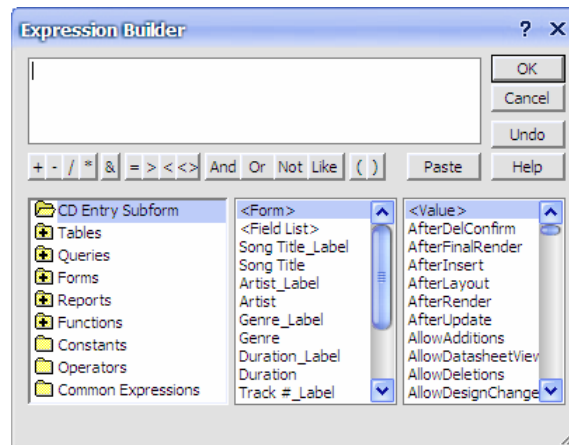 Expression Builder ? X
OK
Cancel
Undo
+ - / * & = > < <> And Or Not Like ( ) Paste Help
CD Entry Subform
Tables
Queries
Forms
Reports
Functions
Constants
Operators
Common Expressions
<Form>
<Field List>
Song Title_Label
Song Title
Artist_Label
Artist
Genre_Label
Genre
Duration_Label
Duration
Track #_Label
<Value>
AfterDelConfirm
AfterFinalRender
AfterInsert
AfterLayout
AfterRender
AfterUpdate
AllowAdditions
AllowDatasheetView
AllowDeletions
AllowDesignChange